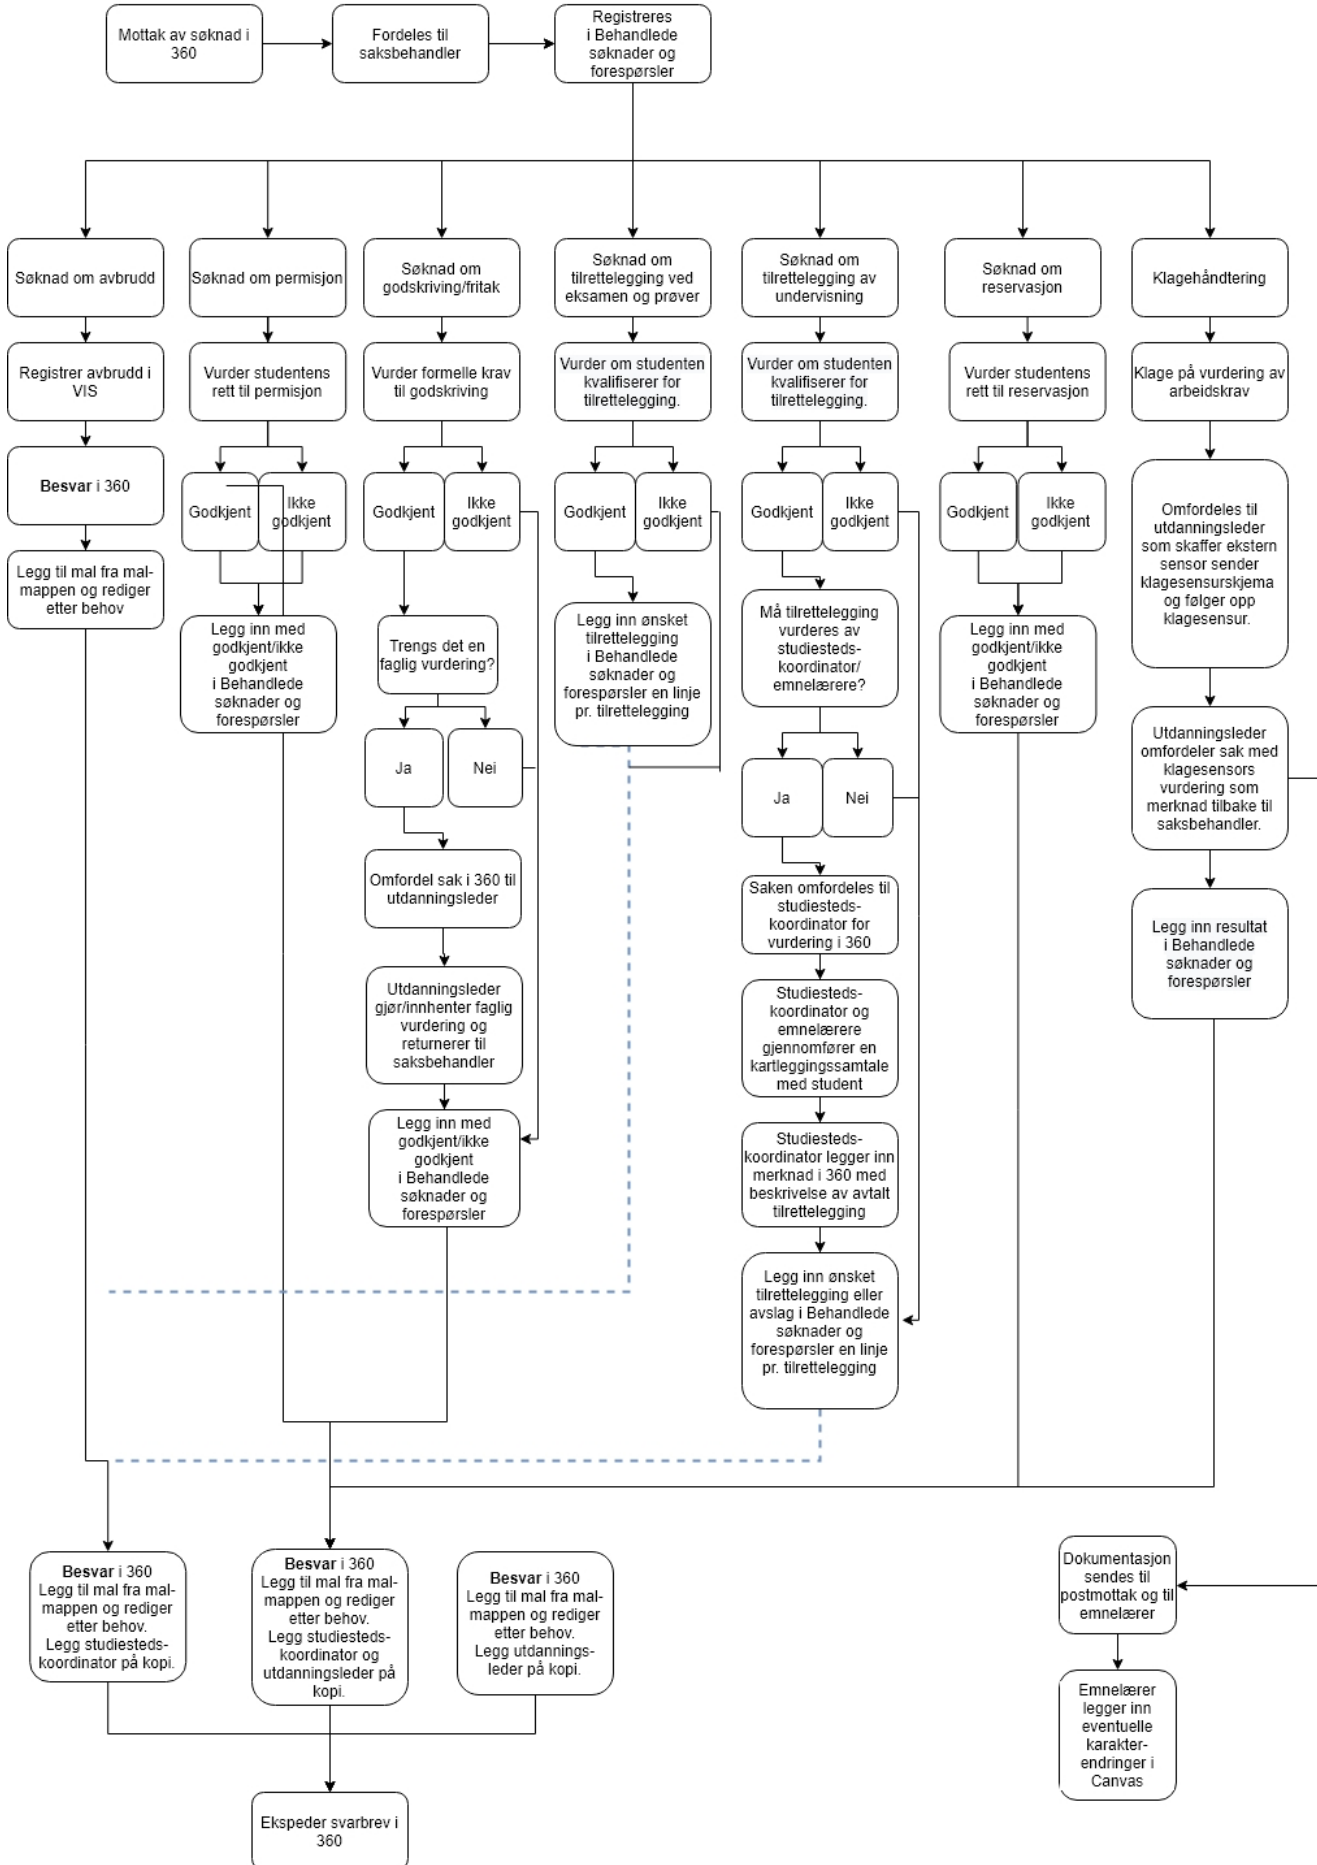 Mottak av søknad i
360
Fordeles til
saksbehandler
Registreres
i Behandlede
søknader og
forespørsler
Søknad om avbrudd
Søknad om permisjon
Søknad om
godskriving/fritak
Søknad om
tilrettelegging ved
eksamen og prøver
Søknad om
tilrettelegging av
undervisning
Søknad om
reservasjon
Klagehåndtering
Registrer avbrudd i
VIS
Vurder studentens
rett til permisjon
Vurder formelle krav
til godskriving
Vurder om studenten
kvalifiserer for
tilrettelegging.
Vurder om studenten
kvalifiserer for
tilrettelegging.
Vurder studentens
rett til reservasjon
Klage på vurdering av
arbeidskrav
Besvar i 360
Godkjent
Ikke
godkjent
Godkjent
Ikke
godkjent
Godkjent
Ikke
godkjent
Godkjent
Ikke
godkjent
Godkjent
Ikke
godkjent
Omfordeles til
utdanningsleder
som skaffer ekstern
sensor sender
klagesensurskjema
og følger opp
klagesensur.
Legg til mal fra mal-
mappen og rediger
etter behov
Legg inn med
godkjent/ikke
godkjent
i Behandlede
søknader og
forespørsler
Trengs det en
faglig vurdering?
Legg inn ønsket
tilrettelegging
i Behandlede
søknader og
forespørsler en linje
pr. tilrettelegging
Må tilrettelegging
vurderes av
studiesteds-
koordinator/
emnelærere?
Legg inn med
godkjent/ikke
godkjent
i Behandlede
søknader og
forespørsler
Utdanningsleder
omfordeler sak med
klagesensors
vurdering som
merknad tilbake til
saksbehandler.
Ja
Nei
Ja
Nei
Omfordel sak i 360 til
utdanningsleder
Saken omfordeles til
studiesteds-
koordinator for
vurdering i 360
Legg inn resultat
i Behandlede
søknader og
forespørsler
Utdanningsleder
gjør/innhenter faglig
vurdering og
returnerer til
saksbehandler
Studiesteds-
koordinator og
emnelærere
gjennomfører en
kartleggingssamtale
med student
Legg inn med
godkjent/ikke
godkjent
i Behandlede
søknader og
forespørsler
Studiesteds-
koordinator legger inn
merknad i 360 med
beskrivelse av avtalt
tilrettelegging
Legg inn ønsket
tilrettelegging eller
avslag i Behandlede
søknader og
forespørsler en linje
pr. tilrettelegging
Besvar i 360
Legg til mal fra mal-
mappen og rediger
etter behov.
Legg studiesteds-
koordinator på kopi.
Besvar i 360
Legg til mal fra mal-
mappen og rediger
etter behov.
Legg studiesteds-
koordinator og
utdanningsleder på
kopi.
Besvar i 360
Legg til mal fra mal-
mappen og rediger
etter behov.
Legg utdannings-
leder på kopi.
Dokumentasjon
sendes til
postmottak og til
emnelærer
Emnelærer
legger inn
eventuelle
karakter-
endringer i
Canvas
Ekspeder svarbrev i
360